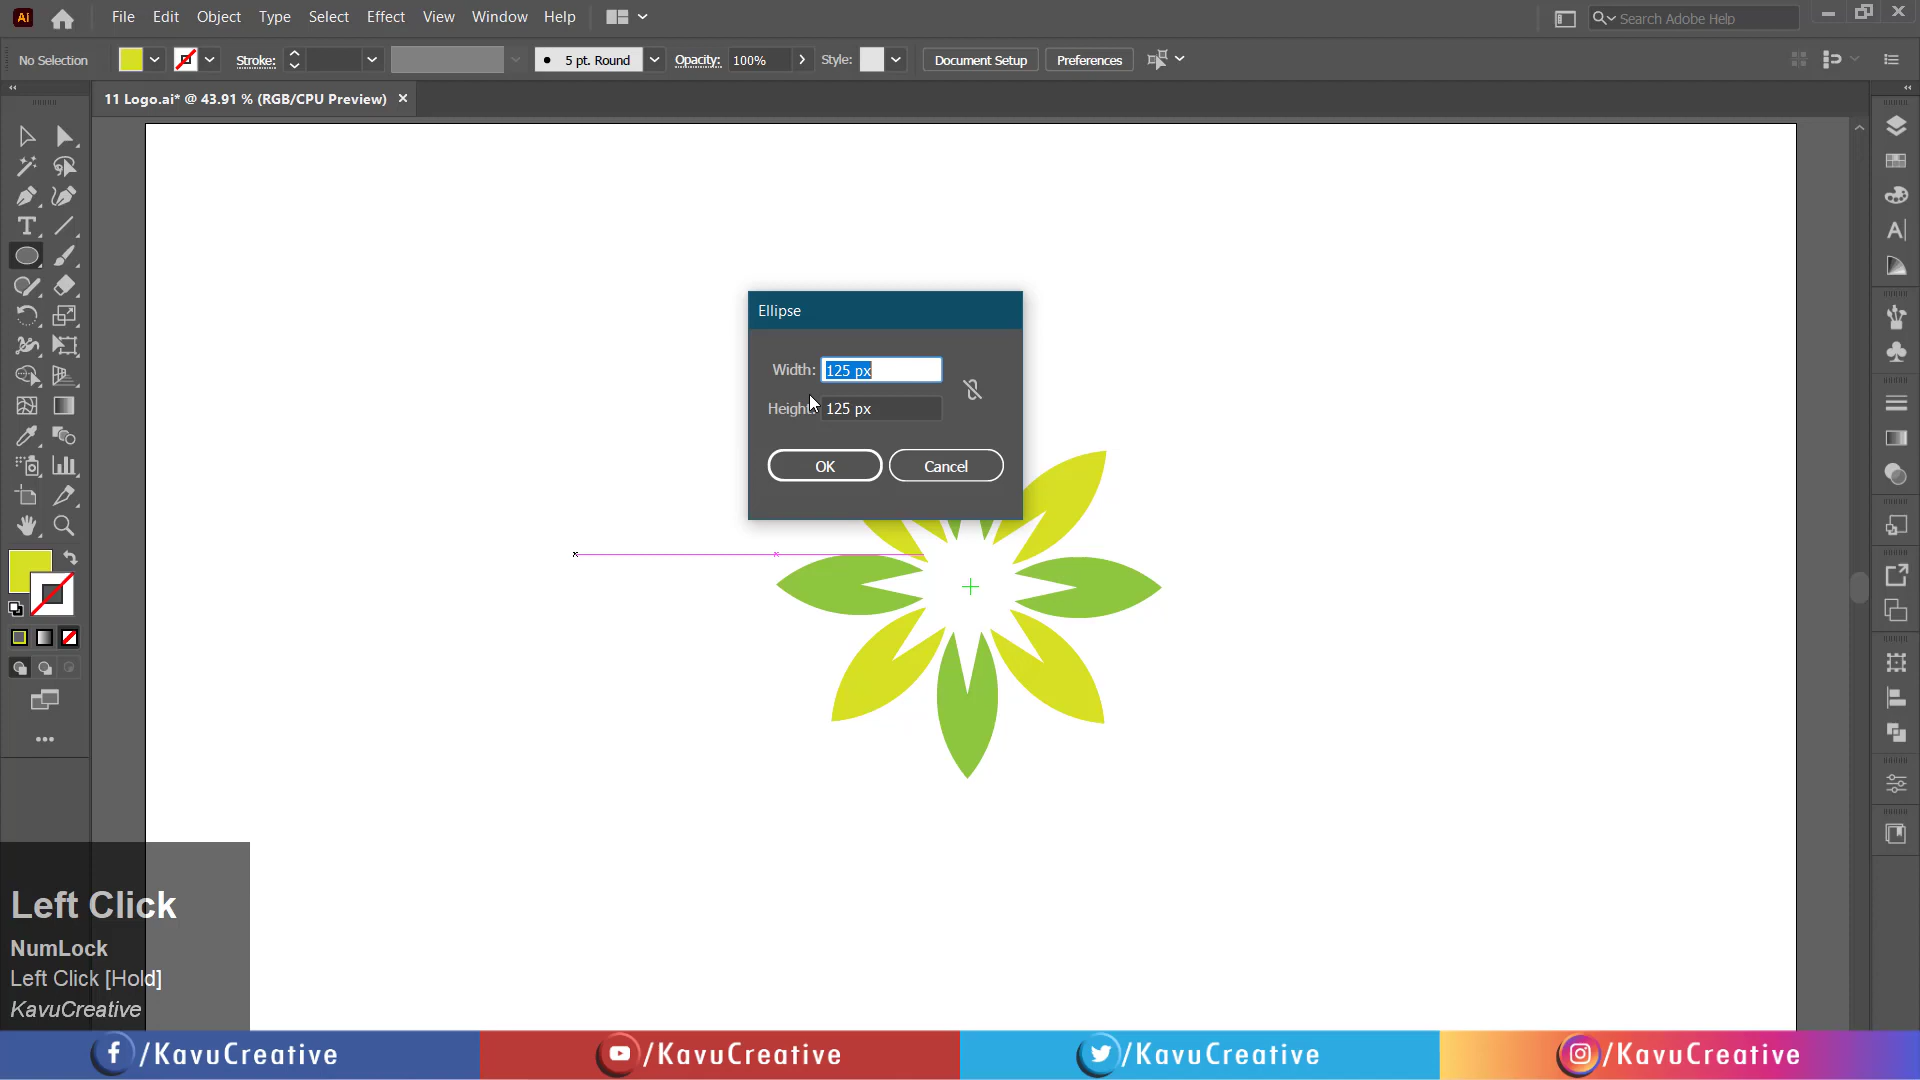 Ai File Edit Object Type Select Effect View Window Help Search Adobe Help
No Selection Stroke: 5 pt. Round Opacity: 100% Style: Document Setup Preferences
11 Logo.ai* @ 43.91 % (RGB/CPU Preview)
Ellipse
Width: 125 px
Height: 125 px
OK Cancel
Left Click
NumLock
Left Click [Hold]
KavuCreative
/KavuCreative /KavuCreative /KavuCreative /KavuCreative